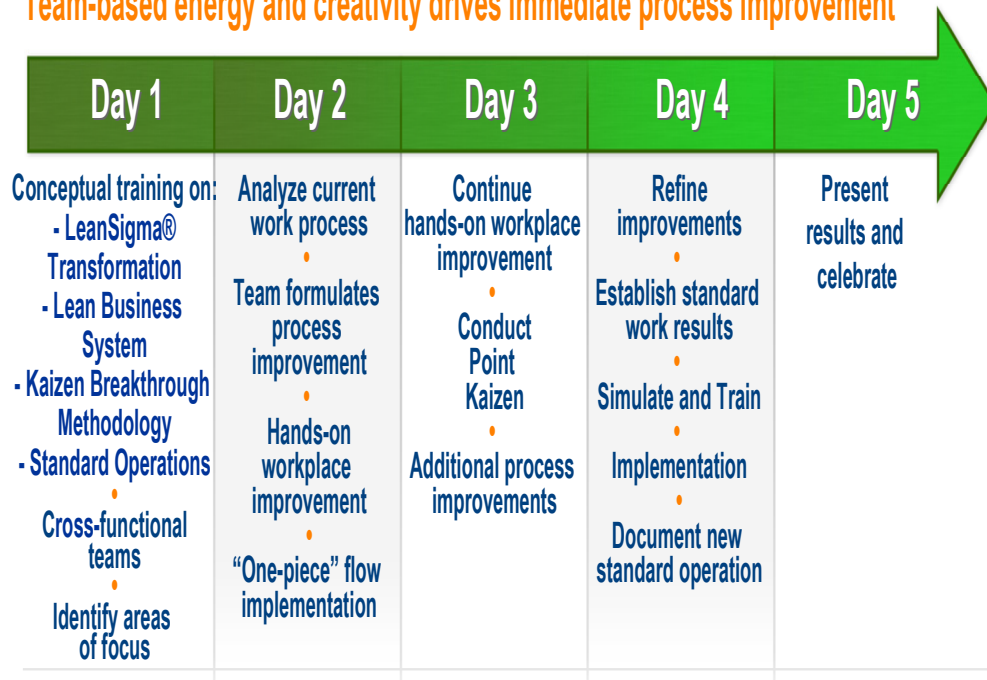 Team-based energy and creativity drives immediate process improvement
Day 1
Day 2
Day 3
Day 4
Day 5
Conceptual training on:
- LeanSigma®
Transformation
- Lean Business
System
- Kaizen Breakthrough
Methodology
- Standard Operations
•
Cross-functional
teams
•
Identify areas
of focus
Analyze current
work process
•
Team formulates
process
improvement
•
Hands-on
workplace
improvement
•
“One-piece” flow
implementation
Continue
hands-on workplace
improvement
•
Conduct
Point
Kaizen
•
Additional process
improvements
Refine
improvements
•
Establish standard
work results
•
Simulate and Train
•
Implementation
•
Document new
standard operation
Present
results and
celebrate